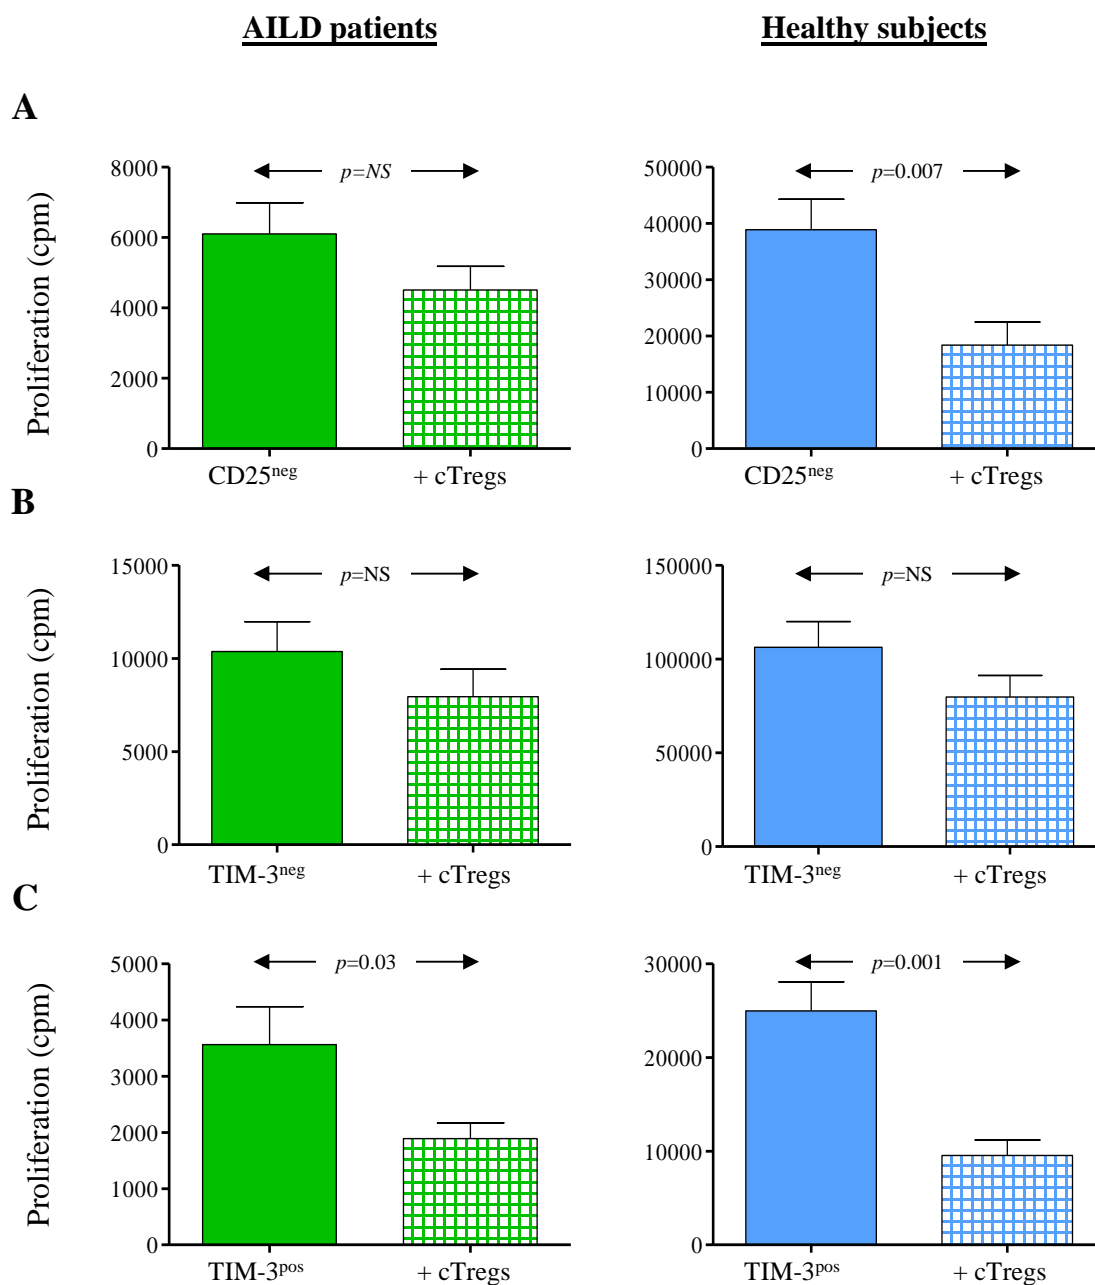 AILD patients
Healthy subjects
A
Proliferation (cpm)
8000
6000
4000
2000
0
p=NS
CD25neg
+ cTregs
50000
40000
30000
20000
10000
0
p=0.007
CD25neg
+ cTregs
B
Proliferation (cpm)
15000
10000
5000
0
p=NS
TIM-3neg
+ cTregs
150000
100000
50000
0
p=NS
TIM-3neg
+ cTregs
C
Proliferation (cpm)
5000
4000
3000
2000
1000
0
p=0.03
TIM-3pos
+ cTregs
30000
20000
10000
0
p=0.001
TIM-3pos
+ cTregs